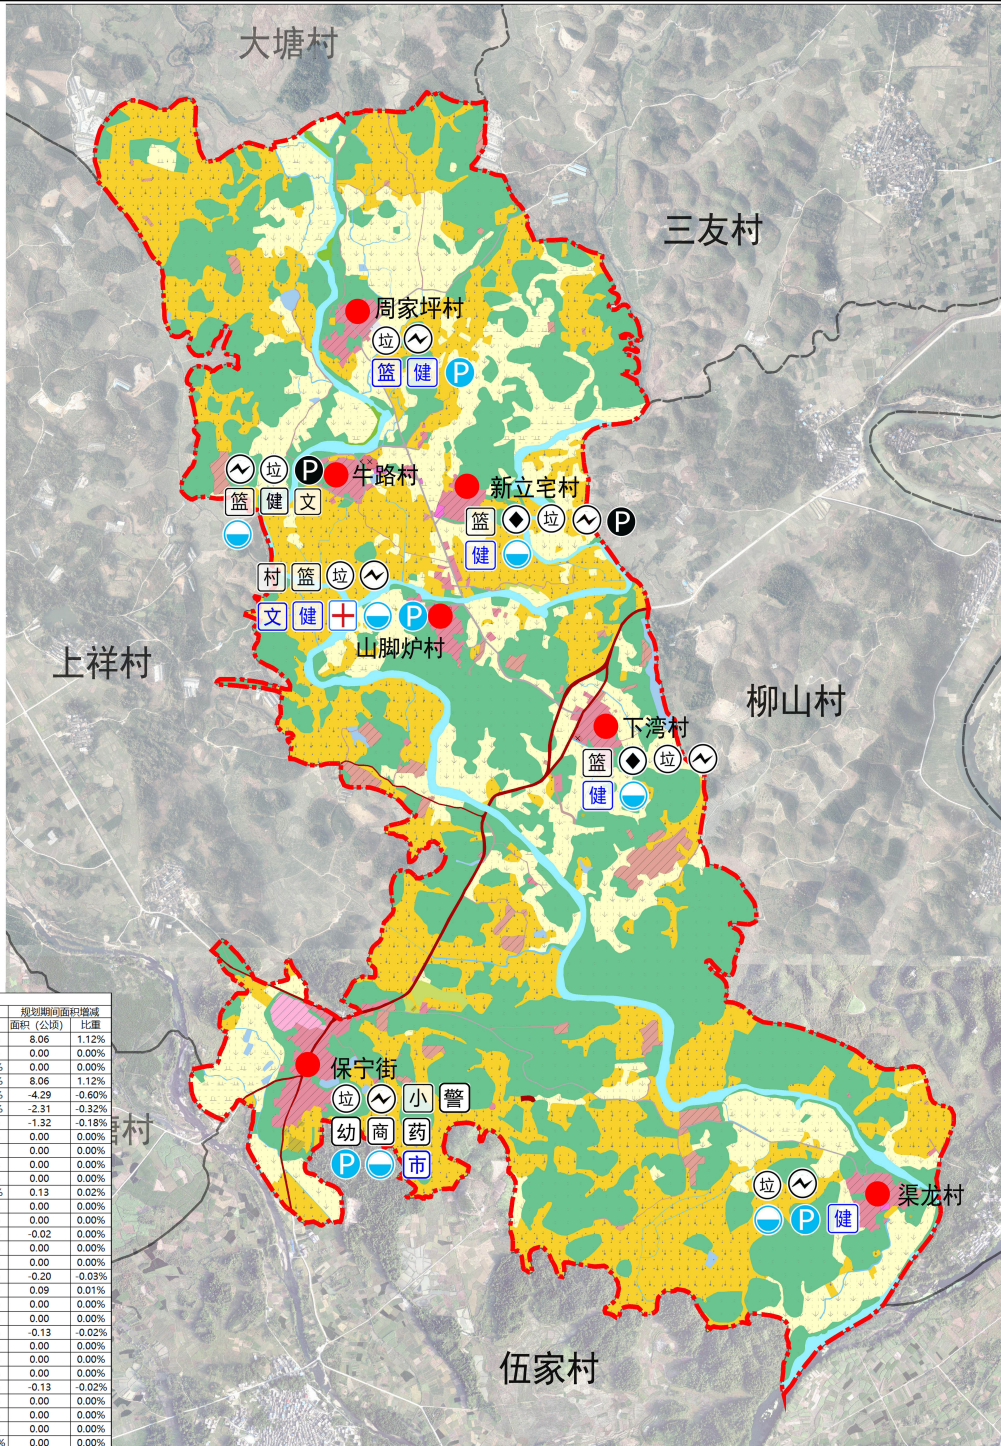 大塘村
三友村
周家坪村
垃
篮 健 P
垃 P 牛路村
篮 健 文
新立宅村
篮 垃 P
健
村 篮 垃
文 健 P
山脚炉村
上祥村
柳山村
下湾村
篮 垃
健
保宁街
垃 小 警
幼 商 药
P 市
垃
P 健
渠龙村
伍家村
塘村
规划期间面积增减
面积（公顷） 比重
8.06 1.12%
0.00 0.00%
0.00 0.00%
8.06 1.12%
-4.29 -0.60%
-2.31 -0.32%
-1.32 -0.18%
0.00 0.00%
0.00 0.00%
0.00 0.00%
0.00 0.00%
0.13 0.02%
0.00 0.00%
0.00 0.00%
-0.02 0.00%
0.00 0.00%
0.00 0.00%
-0.20 -0.03%
0.09 0.01%
0.00 0.00%
0.00 0.00%
-0.13 -0.02%
0.00 0.00%
0.00 0.00%
0.00 0.00%
-0.13 -0.02%
0.00 0.00%
0.00 0.00%
0.00 0.00%
0.00 0.00%